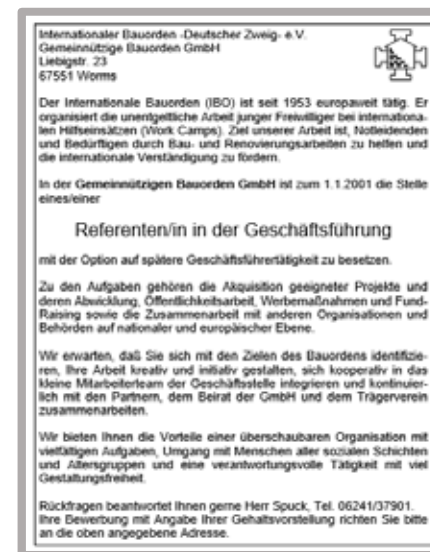 Internationaler Bauorden -Deutscher Zweig- e.V.
Gemeinnützige Bauorden GmbH
Liebigstr. 23
67551 Worms
Der Internationale Bauorden (IBO) ist seit 1953 europaweit tätig. Er
organisiert die unentgeltliche Arbeit junger Freiwilliger bei internationa-
len Hilfseinsätzen (Work Camps). Ziel unserer Arbeit ist, Notleidenden
und Bedürftigen durch Bau- und Renovierungsarbeiten zu helfen und
die internationale Verständigung zu fördern.
In der Gemeinnützigen Bauorden GmbH ist zum 1.1.2001 die Stelle
eines/einer
Referenten/in in der Geschäftsführung
mit der Option auf spätere Geschäftsführertätigkeit zu besetzen.
Zu den Aufgaben gehören die Akquisition geeigneter Projekte und
deren Abwicklung, Öffentlichkeitsarbeit, Werbemaßnahmen und Fund-
Raising sowie die Zusammenarbeit mit anderen Organisationen und
Behörden auf nationaler und europäischer Ebene.
Wir erwarten, daß Sie sich mit den Zielen des Bauordens identifizie-
ren, Ihre Arbeit kreativ und initiativ gestalten, sich kooperativ in das
kleine Mitarbeiterteam der Geschäftsstelle integrieren und kontinuier-
lich mit den Partnern, dem Beirat der GmbH und dem Trägerverein
zusammenarbeiten.
Wir bieten Ihnen die Vorteile einer überschaubaren Organisation mit
vielfältigen Aufgaben, Umgang mit Menschen aller sozialen Schichten
und Altersgruppen und eine verantwortungsvolle Tätigkeit mit viel
Gestaltungsfreiheit.
Rückfragen beantwortet Ihnen gerne Herr Spuck, Tel. 06241/37901.
Ihre Bewerbung mit Angabe Ihrer Gehaltsvorstellung richten Sie bitte
an die oben angegebene Adresse.